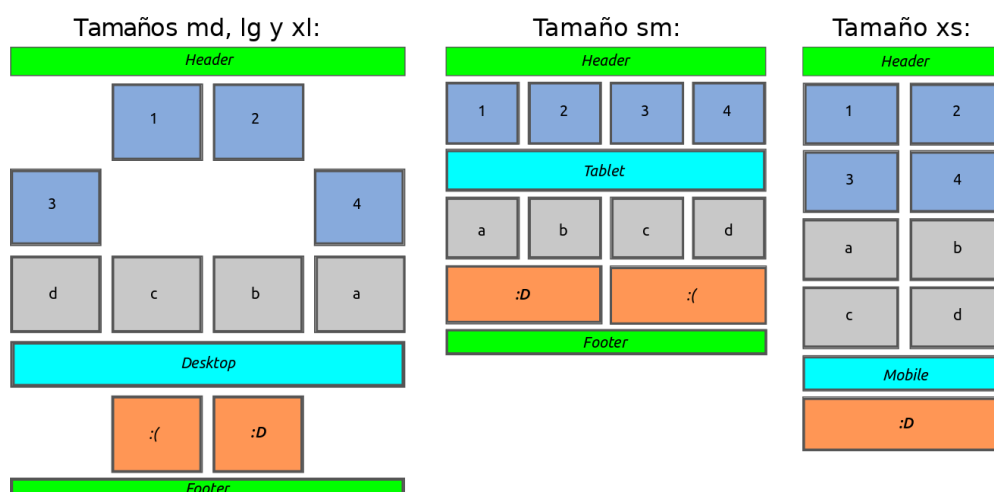 Tamaños md, lg y xl:
Header
1 2
3 4
d c b a
Desktop
:( :D
Footer
Tamaño sm:
Header
1 2 3 4
Tablet
a b c d
:D :(
Footer
Tamaño xs:
Header
1 2
3 4
a b
c d
Mobile
:D